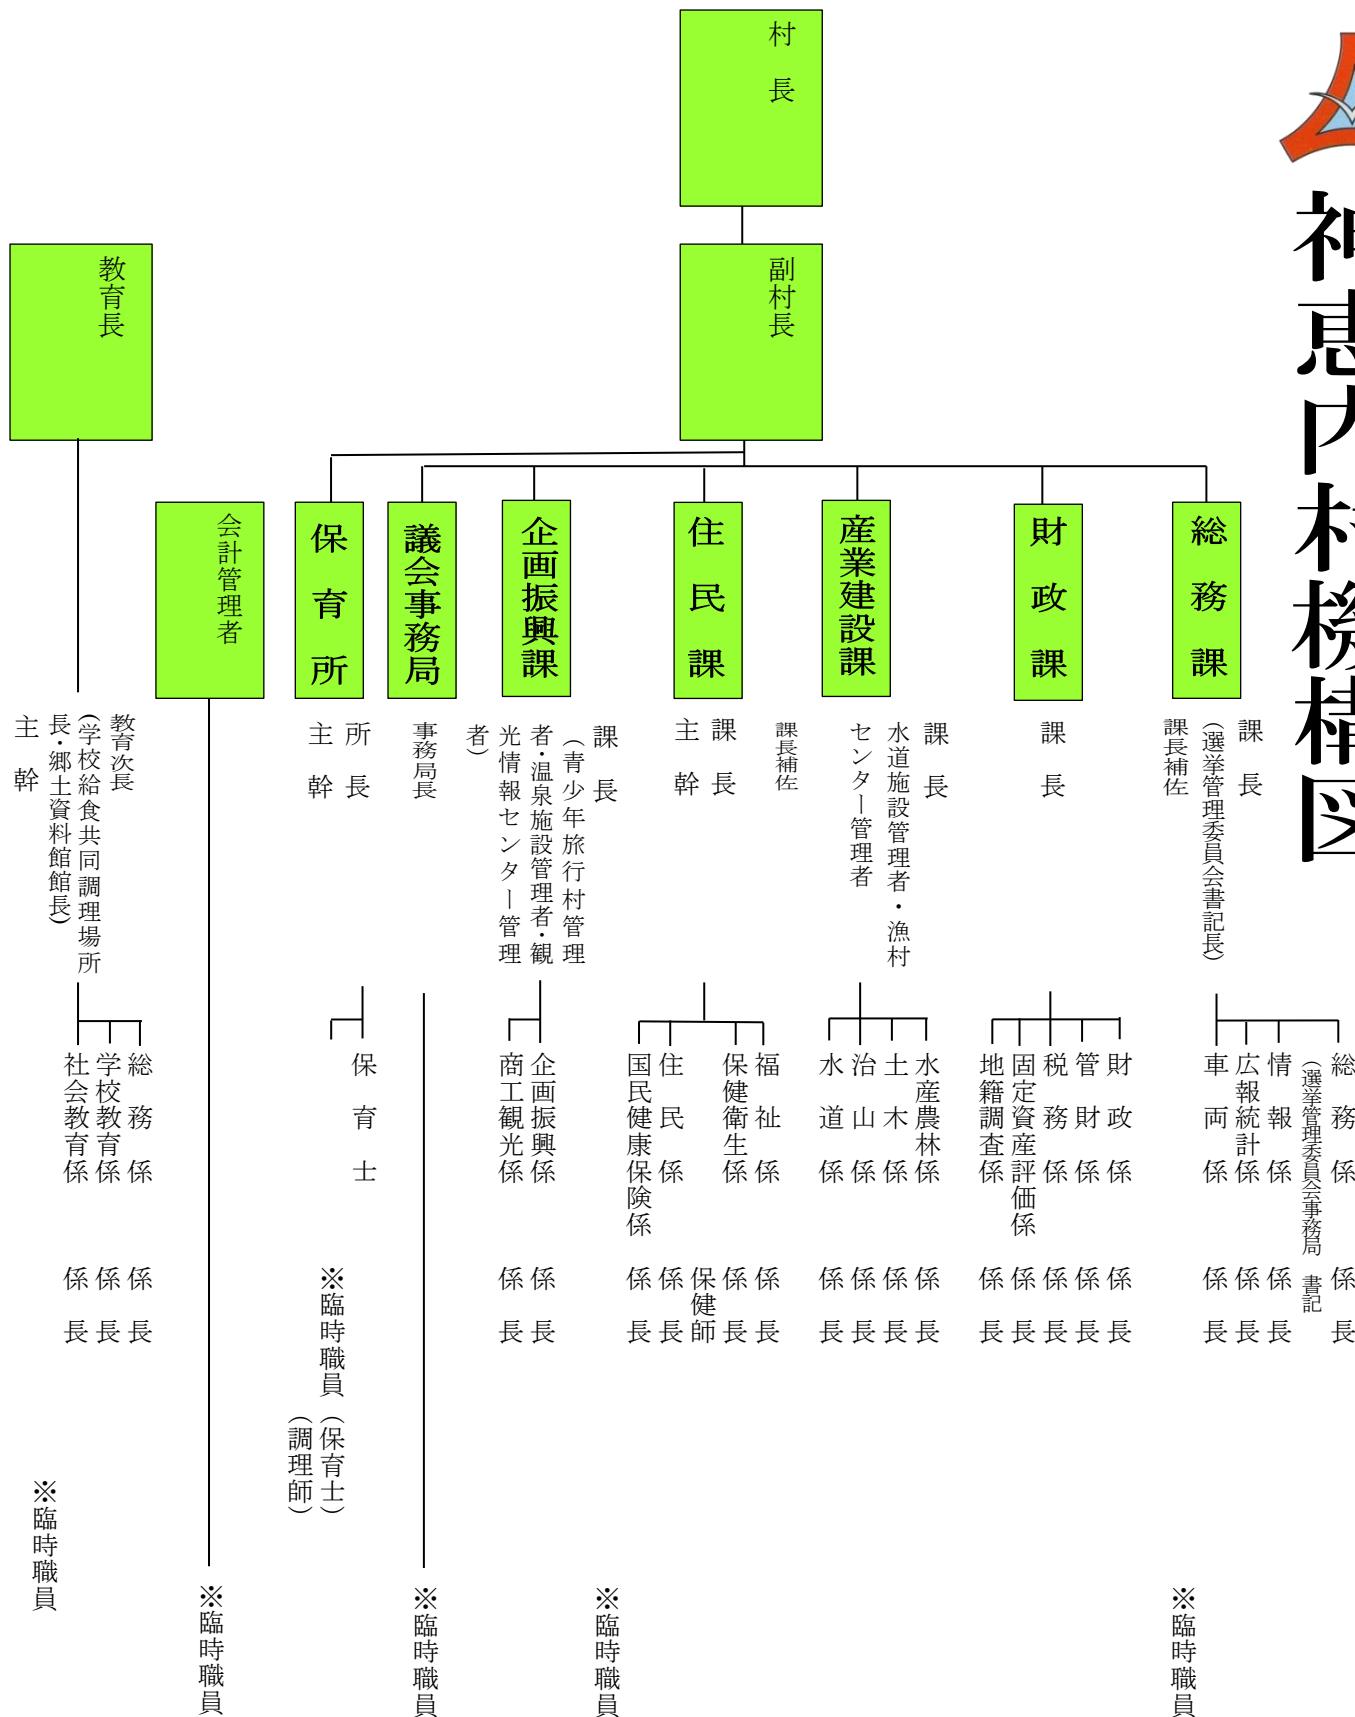 神恵内村機構図
村長
副村長
教育長
総務課
財政課
産業建設課
住民課
企画振興課
議会事務局
保育所
会計管理者
課長
(選挙管理委員会書記長)
課長補佐
課長
課長
水道施設管理者・漁村
センター管理者
課長補佐
課長
主幹
課長
(青少年旅行村管理
者・温泉施設管理者・観
光情報センター管理
者)
事務局長
所長
主幹
教育次長
(学校給食共同調理場所
長・郷土資料館館長)
主幹
総務係 係長
(選挙管理委員会事務局 書記
情報係 係長
広報統計係 係長
車両係 係長
財政係 係長
管財係 係長
税務係 係長
固定資産評価係 係長
地籍調査係 係長
水産農林係 係長
土木係 係長
治山係 係長
水道係 係長
福祉係 係長
保健衛生係 係長
保健師
住民係 係長
国民健康保険係 係長
企画振興係 係長
商工観光係 係長
保育士
※臨時職員(保育士)
(調理師)
総務係 係長
学校教育係 係長
社会教育係 係長
※臨時職員
※臨時職員
※臨時職員
※臨時職員
※臨時職員